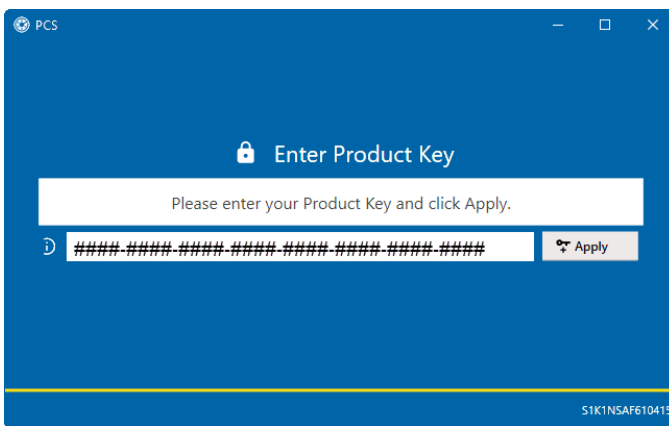 PCS
Enter Product Key
Please enter your Product Key and click Apply.
####-####-####-####-####-####-####-####
Apply
S1K1NSAF610415